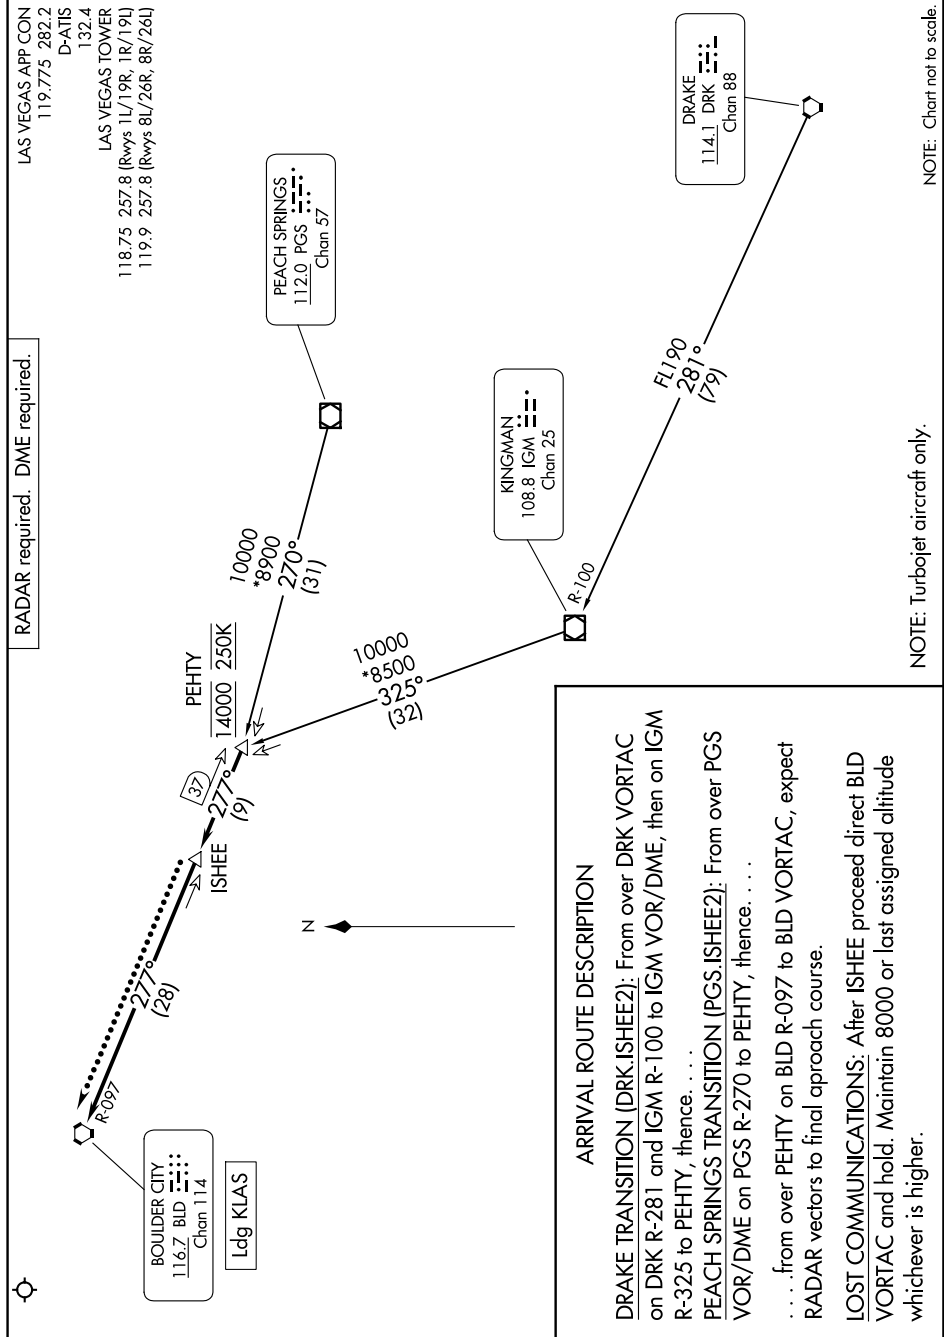 RADAR required. DME required.
LAS VEGAS APP CON
119.775 282.2
D-ATIS
132.4
LAS VEGAS TOWER
118.75 257.8 (Rwys 1L/19R, 1R/19L)
119.9 257.8 (Rwys 8L/26R, 8R/26L)
BOULDER CITY
116.7 BLD
Chan 114
Ldg KLAS
R-097
277°
(28)
ISHEE
37
277°
(9)
PEHTY
14000 250K
10000
*8900
270°
(31)
PEACH SPRINGS
112.0 PGS
Chan 57
N
10000
*8500
325°
(32)
KINGMAN
108.8 IGM
Chan 25
R-100
FL190
281°
(79)
DRAKE
114.1 DRK
Chan 88
ARRIVAL ROUTE DESCRIPTION
DRAKE TRANSITION (DRK.ISHEE2): From over DRK VORTAC
on DRK R-281 and IGM R-100 to IGM VOR/DME, then on IGM
R-325 to PEHTY, thence. . . .
PEACH SPRINGS TRANSITION (PGS.ISHEE2): From over PGS
VOR/DME on PGS R-270 to PEHTY, thence. . . .
. . . .from over PEHTY on BLD R-097 to BLD VORTAC, expect
RADAR vectors to final aproach course.
LOST COMMUNICATIONS: After ISHEE proceed direct BLD
VORTAC and hold. Maintain 8000 or last assigned altitude
whichever is higher.
NOTE: Turbojet aircraft only.
NOTE: Chart not to scale.